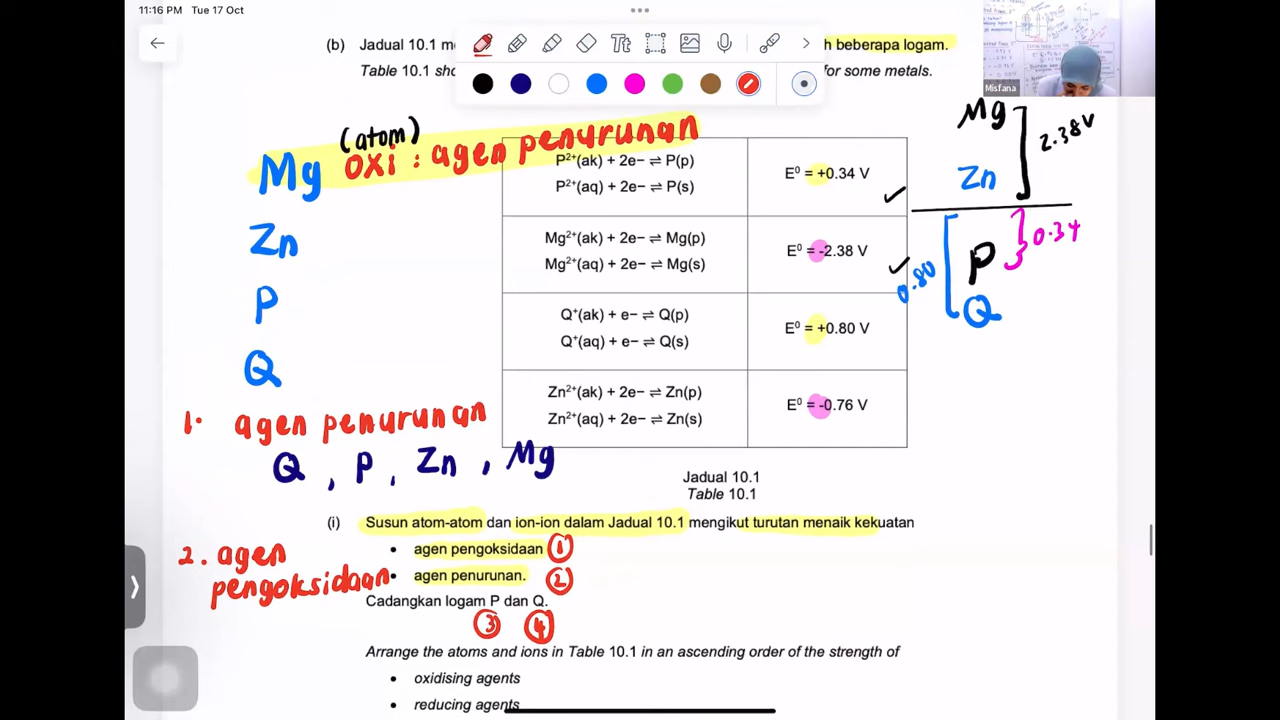 11:16 PM Tue 17 Oct
(b) Jadual 10.1 m
h beberapa logam.
Table 10.1 sho
for some metals.
Tt
Misfana
(atom)
Mg oxi : agen penurunan
Zn
P
Q
P²⁺(ak) + 2e− ⇌ P(p)
P²⁺(aq) + 2e− ⇌ P(s)
E⁰ = +0.34 V
Mg²⁺(ak) + 2e− ⇌ Mg(p)
Mg²⁺(aq) + 2e− ⇌ Mg(s)
E⁰ = -2.38 V
Q⁺(ak) + e− ⇌ Q(p)
Q⁺(aq) + e− ⇌ Q(s)
E⁰ = +0.80 V
Zn²⁺(ak) + 2e− ⇌ Zn(p)
Zn²⁺(aq) + 2e− ⇌ Zn(s)
E⁰ = -0.76 V
Mg
2.38V
Zn
0.34
P
0.80
Q
1. agen penurunan
Q , P , Zn , Mg
Jadual 10.1
Table 10.1
(i) Susun atom-atom dan ion-ion dalam Jadual 10.1 mengikut turutan menaik kekuatan
• agen pengoksidaan ①
• agen penurunan. ②
2. agen
pengoksidaan
Cadangkan logam P dan Q.
③ ④
Arrange the atoms and ions in Table 10.1 in an ascending order of the strength of
• oxidising agents
• reducing agents